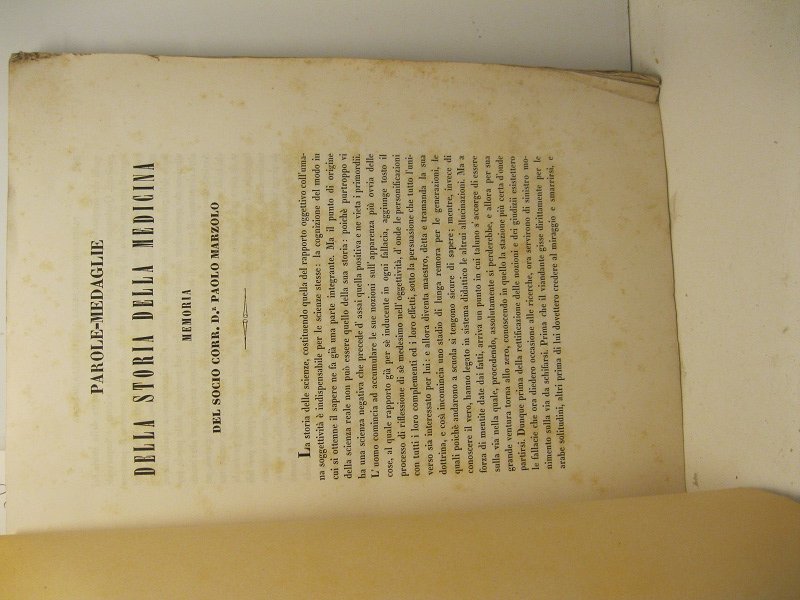 PAROLE-MEDAGLIE
DELLA STORIA DELLA MEDICINA
MEMORIA
DEL SOCIO CORR. D.r PAOLO MARZOLO
La storia delle scienze, costituendo quella del rapporto oggettivo coll'uma-
na soggettività è indispensabile per le scienze stesse: la cognizione del modo in
cui si ottenne il sapere ne fa già una parte integrante. Ma il punto di origine
della scienza reale non può essere quello della sua storia: poichè purtroppo vi
ha una scienza negativa che precede d'assai quella positiva e ne vieta i primordii.
L'uomo comincia ad accumulare le sue nozioni sull'apparenza più ovvia delle
cose, al quale rapporto già per sè inducente in ogni fallacia, aggiunge tosto il
processo di riflessione di sè medesimo nell'oggettività, d'onde le personificazioni
con tutti i loro complementi ed i loro effetti, sotto la persuasione che tutto l'uni-
verso sia interessato per lui: e allora diventa maestro, detta e tramanda la sua
dottrina, e così incomincia uno stadio di lunga remora per le generazioni, le
quali poichè andarono a scuola si tengono sicure di sapere; mentre, invece di
conoscere il vero, hanno legato in sistema didattico le altrui allucinazioni. Ma a
forza di mentite date dai fatti, arriva un punto in cui taluno s'accorge di essere
sulla via nella quale, procedendo, assolutamente si perderebbe, e allora per sua
grande ventura torna allo zero, conoscendo in quello la stazione più certa d'onde
partirsi. Dunque prima della rettificazione delle nozioni e dei giudizii esistettero
le fallacie che ora diedero occasione alle ricerche, ora servirono di sinistro mo-
nimento sulla via da schifarsi. Prima che il viandante gisse dirittamente per le
arabe solitudini, altri prima di lui dovettero credere al miraggio e smarrirsi, e